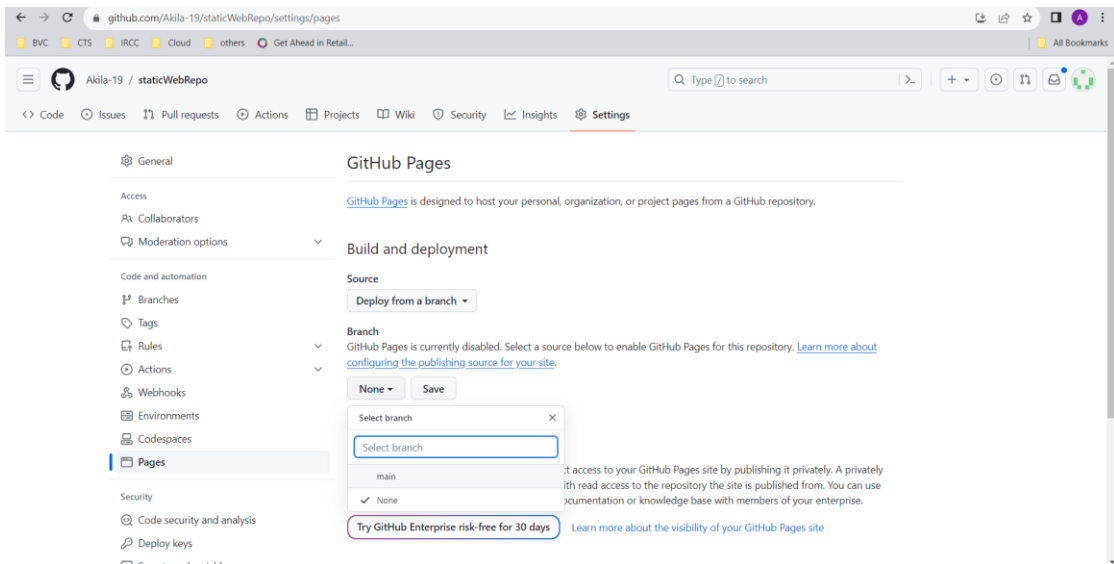 github.com/Akila-19/staticWebRepo/settings/pages
BVC CTS IRCC Cloud others Get Ahead in Retail... All Bookmarks
Akila-19 / staticWebRepo Type / to search
Code Issues Pull requests Actions Projects Wiki Security Insights Settings
General
Access
Collaborators
Moderation options
Code and automation
Branches
Tags
Rules
Actions
Webhooks
Environments
Codespaces
Pages
Security
Code security and analysis
Deploy keys
GitHub Pages
GitHub Pages is designed to host your personal, organization, or project pages from a GitHub repository.
Build and deployment
Source
Deploy from a branch
Branch
GitHub Pages is currently disabled. Select a source below to enable GitHub Pages for this repository. Learn more about
configuring the publishing source for your site.
None Save
Select branch
Select branch
main
None
t access to your GitHub Pages site by publishing it privately. A privately
ith read access to the repository the site is published from. You can use
ocumentation or knowledge base with members of your enterprise.
Try GitHub Enterprise risk-free for 30 days Learn more about the visibility of your GitHub Pages site